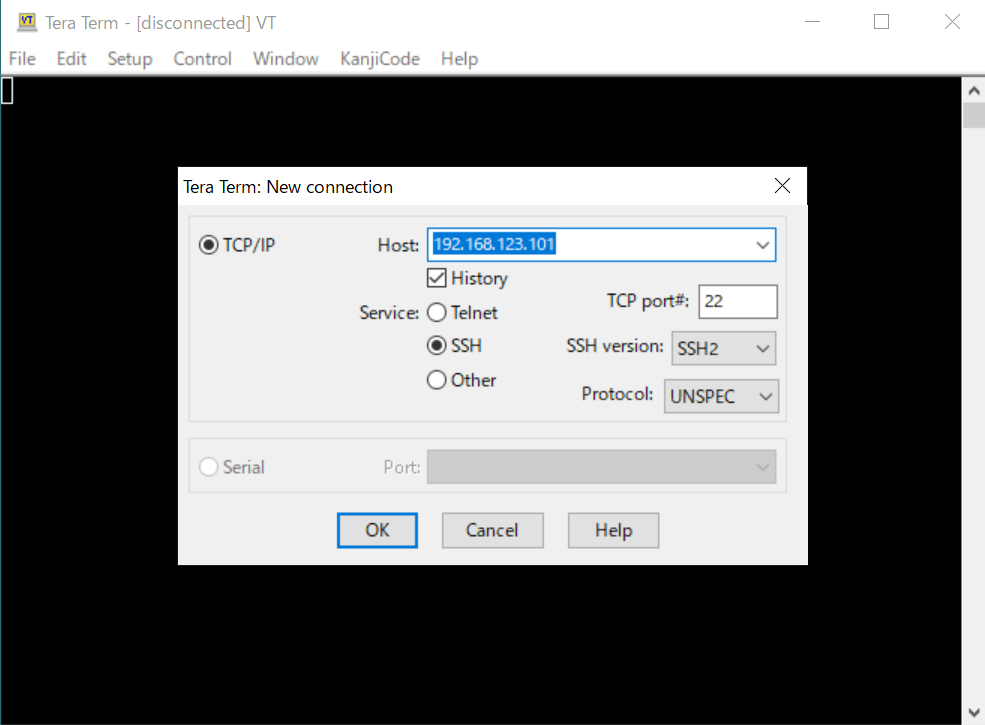 VT Tera Term - [disconnected] VT
File Edit Setup Control Window KanjiCode Help
Tera Term: New connection
TCP/IP Host: 192.168.123.101
History
TCP port#: 22
Service: Telnet
SSH SSH version: SSH2
Other
Protocol: UNSPEC
Serial Port:
OK Cancel Help